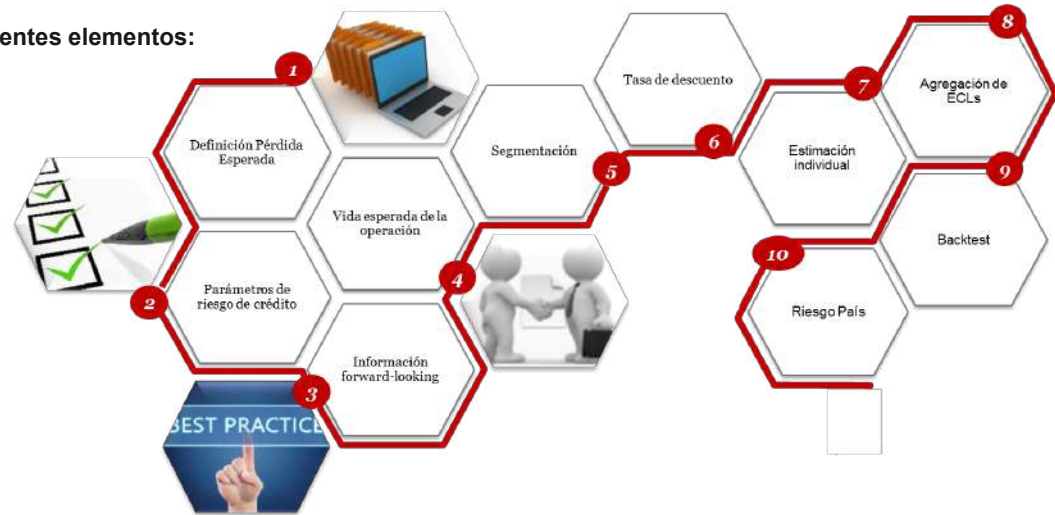 entes elementos:
1
Definición Pérdida
Esperada
2
Parámetros de
riesgo de crédito
BEST PRACTICE
3
Información
forward-looking
4
Vida esperada de la
operación
Segmentación
5
Tasa de descuento
6
7
Estimación
individual
8
Agregación de
ECLs
9
Backtest
10
Riesgo País